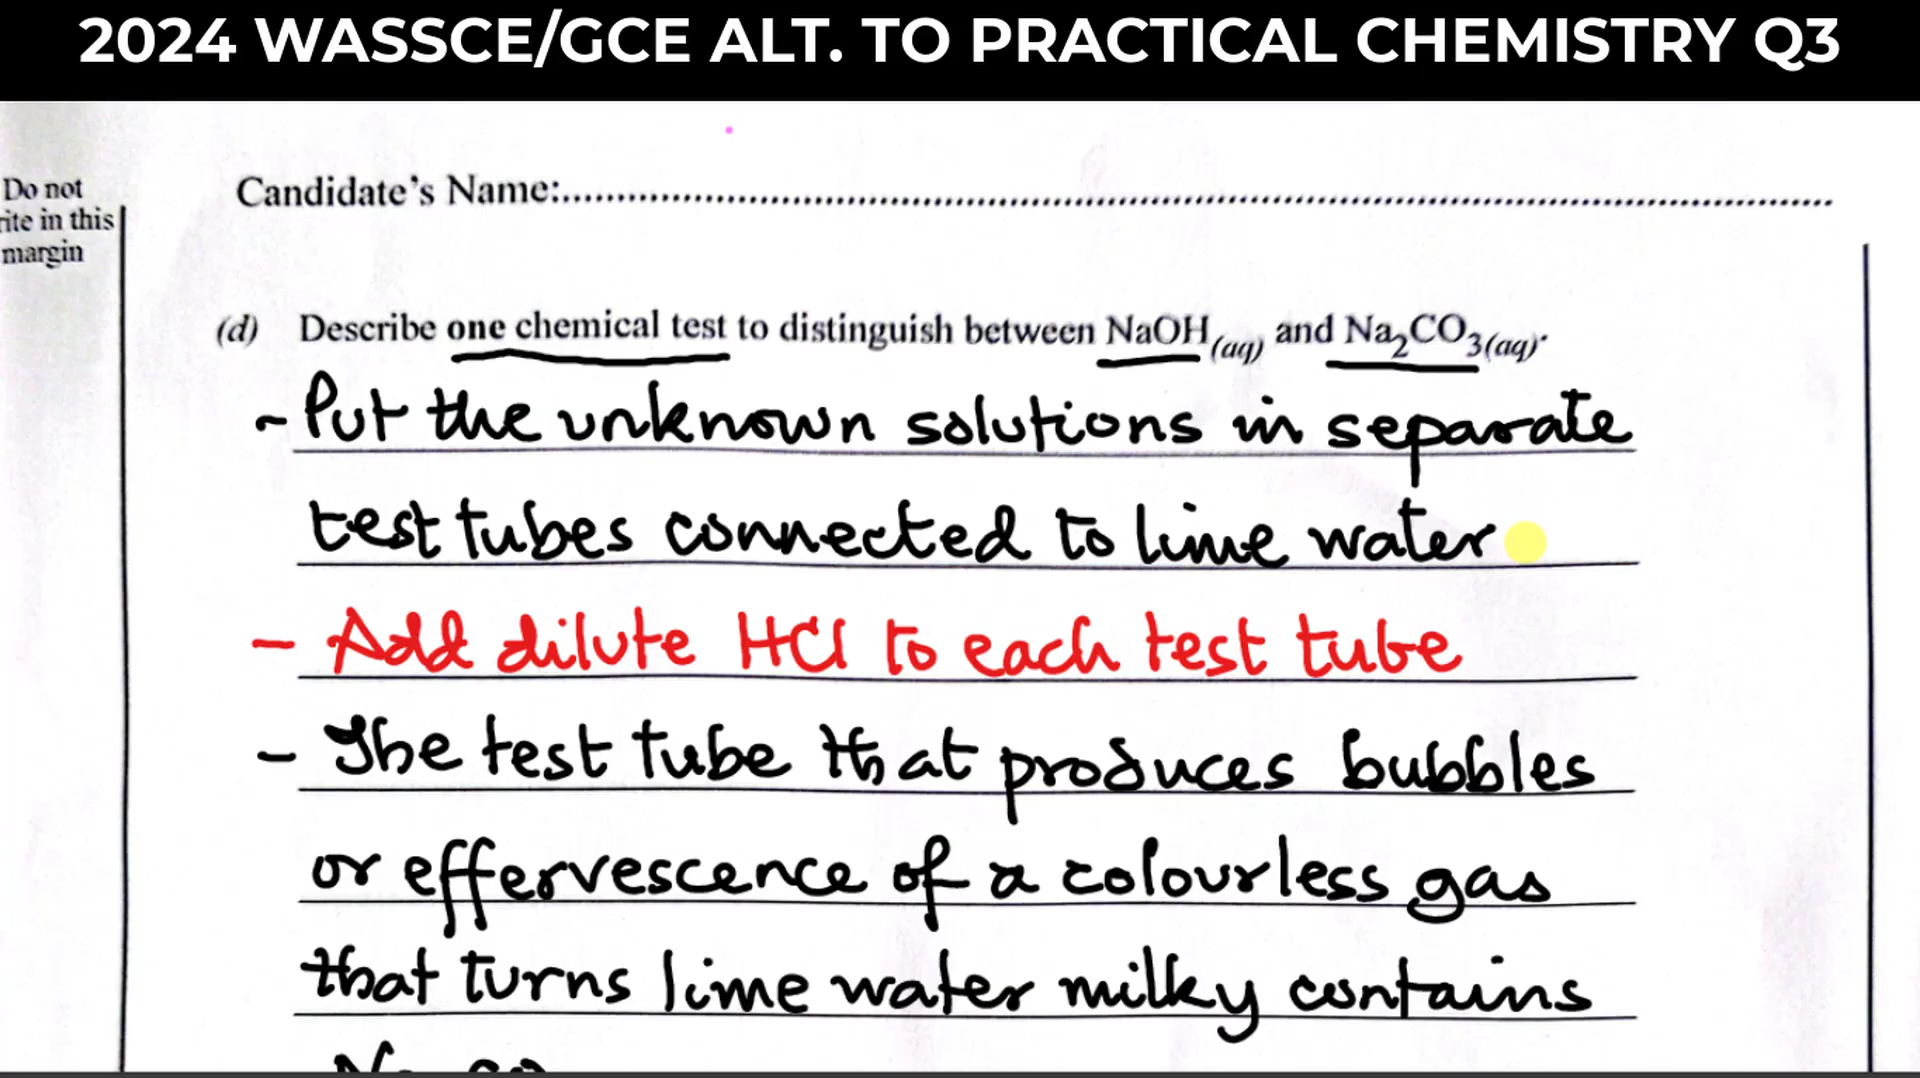 2024 WASSCE/GCE ALT. TO PRACTICAL CHEMISTRY Q3
Do not
rite in this
margin
Candidate's Name:
(d) Describe one chemical test to distinguish between NaOH(aq) and Na₂CO₃(aq).
- Put the unknown solutions in separate
test tubes connected to lime water
- Add dilute HCl to each test tube
- The test tube that produces bubbles
or effervescence of a colourless gas
that turns lime water milky contains